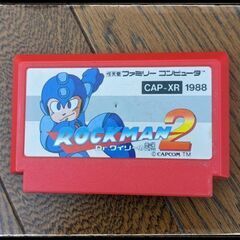 任天堂 ファミリー コンピュータ
CAP-XR 1988
ROCKMAN 2
Dr.ワイリーの謎
© CAPCOM TM